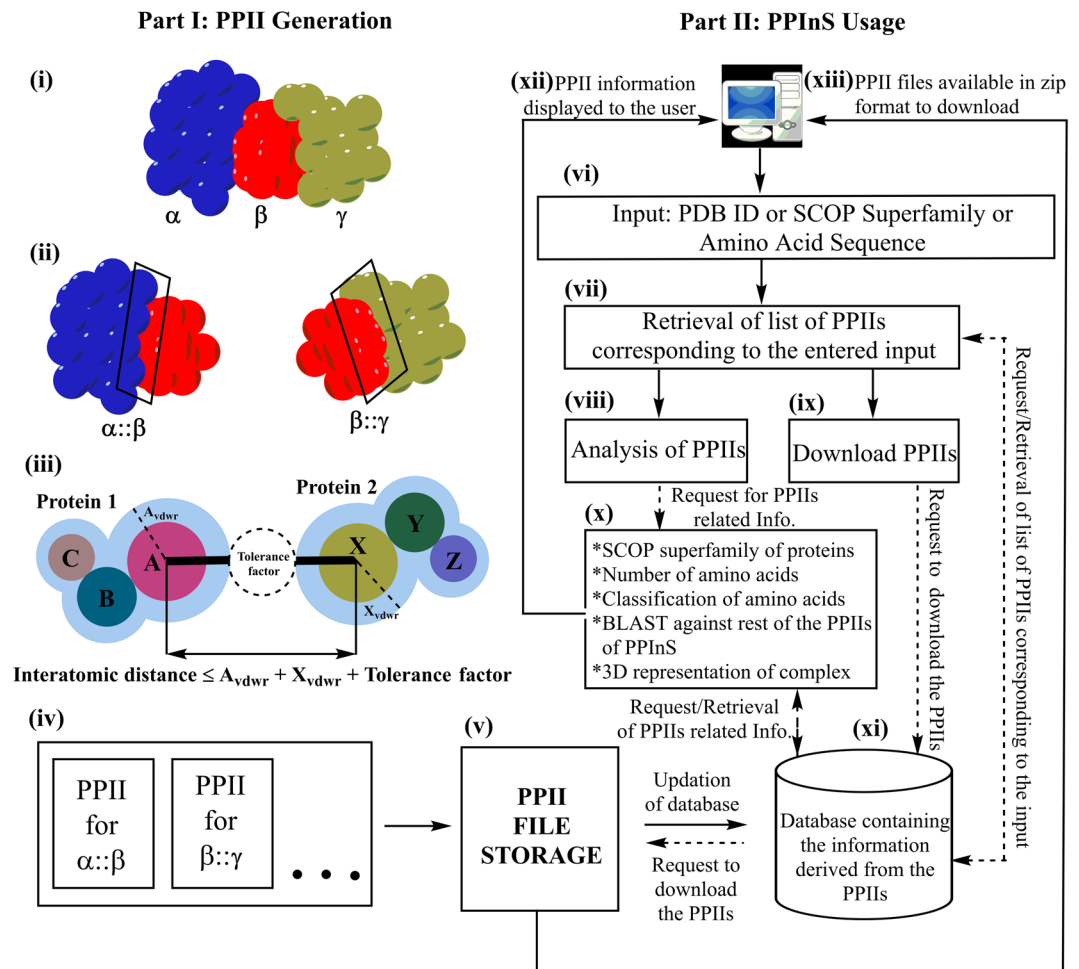 Part I: PPII Generation
(i)
α
β
γ
(ii)
α::β
β::γ
(iii)
Protein 1
Protein 2
A_vdwr
C
B
A
Tolerance
factor
X
Y
Z
X_vdwr
Interatomic distance ≤ A_vdwr + X_vdwr + Tolerance factor
(iv)
PPII
for
α::β
PPII
for
β::γ
• • •
(v)
PPII
FILE
STORAGE
Updation
of database
Request to
download
the PPIIs
Part II: PPInS Usage
(xii) PPII information
displayed to the user
(xiii) PPII files available in zip
format to download
(vi)
Input: PDB ID or SCOP Superfamily or
Amino Acid Sequence
(vii)
Retrieval of list of PPIIs
corresponding to the entered input
(viii)
Analysis of PPIIs
(ix)
Download PPIIs
Request for PPIIs
related Info.
(x)
*SCOP superfamily of proteins
*Number of amino acids
*Classification of amino acids
*BLAST against rest of the PPIIs
of PPInS
*3D representation of complex
Request/Retrieval
of PPIIs related Info.
Request to download the PPIIs
Request/Retrieval of list of PPIIs corresponding to the input
(xi)
Database containing
the information
derived from the
PPIIs